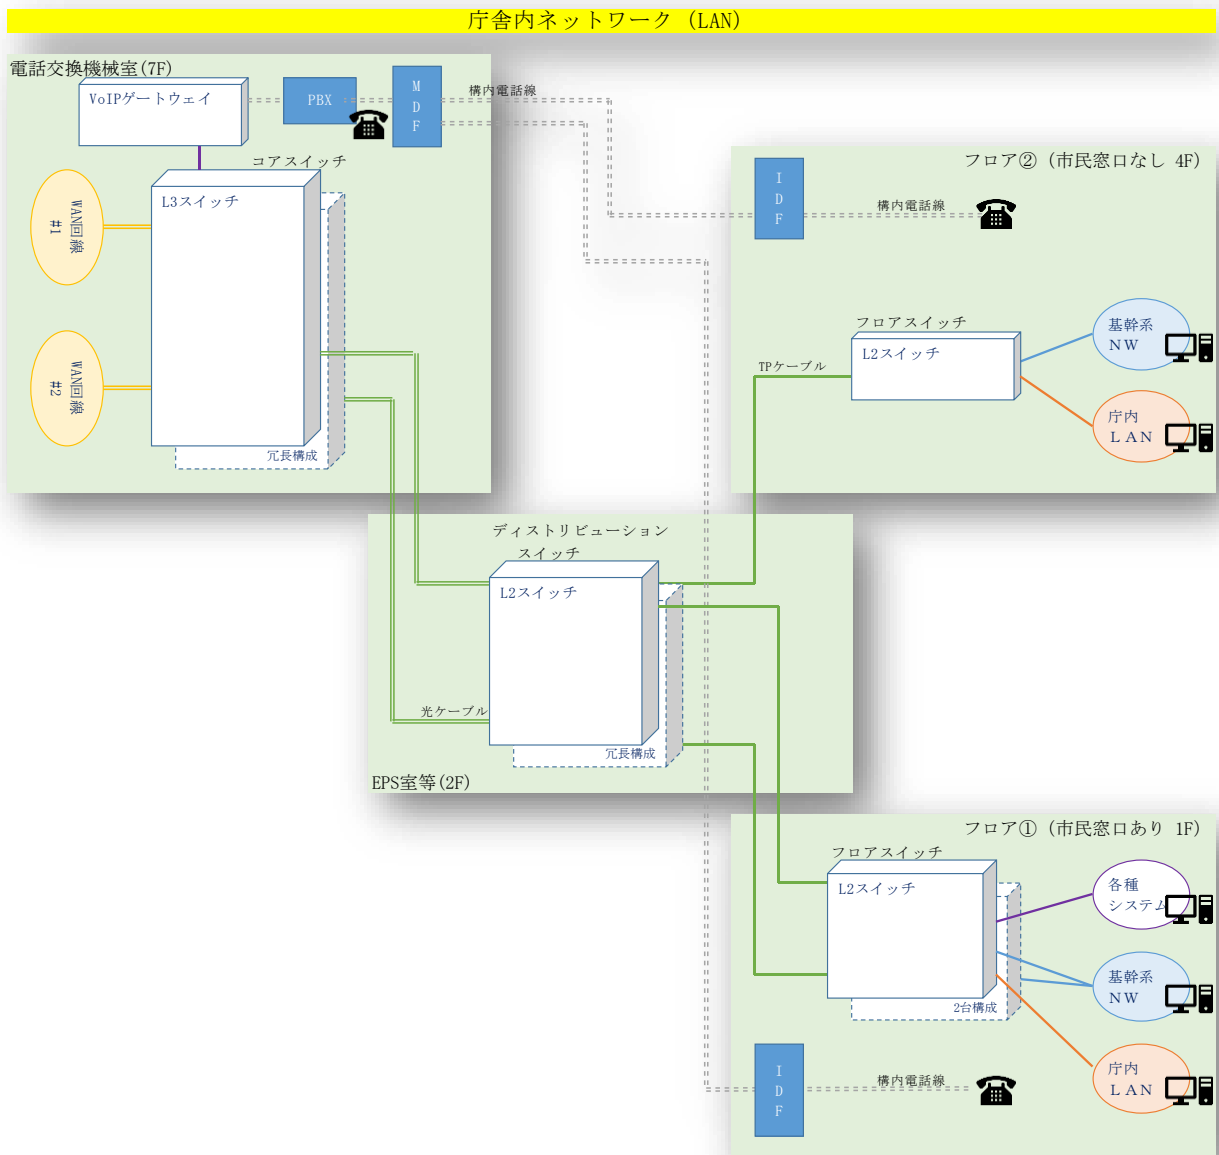 庁舎内ネットワーク（LAN）
電話交換機械室(7F)
VoIPゲートウェイ
PBX
MDF
構内電話線
コアスイッチ
L3スイッチ
WAN回線
#1
WAN回線
#2
冗長構成
フロア②（市民窓口なし 4F）
IDF
構内電話線
フロアスイッチ
L2スイッチ
TPケーブル
基幹系
ＮＷ
庁内
ＬＡＮ
ディストリビューション
スイッチ
L2スイッチ
光ケーブル
冗長構成
EPS室等(2F)
フロア①（市民窓口あり 1F）
フロアスイッチ
L2スイッチ
2台構成
各種
システム
基幹系
ＮＷ
庁内
ＬＡＮ
IDF
構内電話線